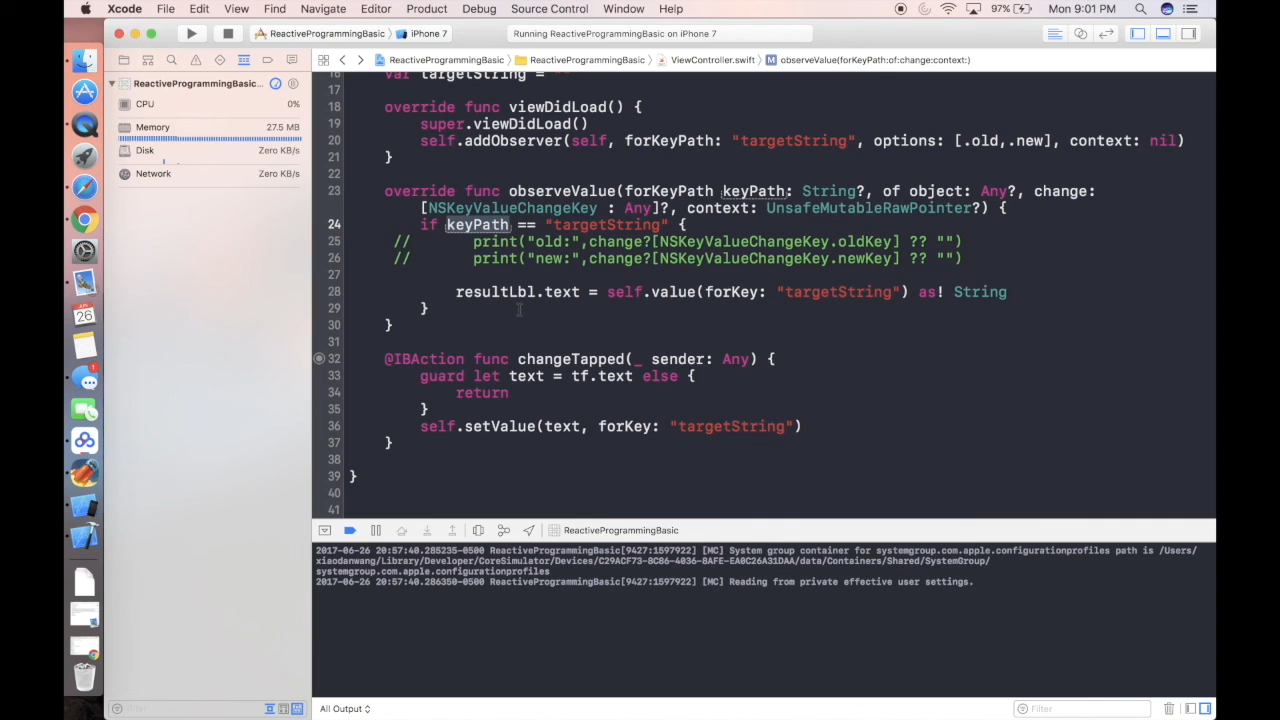 Xcode File Edit View Find Navigate Editor Product Debug Source Control Window Help 97% Mon 9:01 PM
ReactiveProgrammingBasic iPhone 7 Running ReactiveProgrammingBasic on iPhone 7
ReactiveProgrammingBasic ReactiveProgrammingBasic ViewController.swift M observeValue(forKeyPath:of:change:context:)
ReactiveProgrammingBasic...
CPU 0%
Memory 27.5 MB
Disk Zero KB/s
Network Zero KB/s
JUN
26
1
Filter
16 var targetString = ""
17
18 override func viewDidLoad() {
19 super.viewDidLoad()
20 self.addObserver(self, forKeyPath: "targetString", options: [.old,.new], context: nil)
21 }
22
23 override func observeValue(forKeyPath keyPath: String?, of object: Any?, change:
[NSKeyValueChangeKey : Any]?, context: UnsafeMutableRawPointer?) {
24 if keyPath == "targetString" {
25 // print("old:",change?[NSKeyValueChangeKey.oldKey] ?? "")
26 // print("new:",change?[NSKeyValueChangeKey.newKey] ?? "")
27
28 resultLbl.text = self.value(forKey: "targetString") as! String
29 }
30 }
31
32 @IBAction func changeTapped(_ sender: Any) {
33 guard let text = tf.text else {
34 return
35 }
36 self.setValue(text, forKey: "targetString")
37 }
38
39 }
40
41
ReactiveProgrammingBasic
2017-06-26 20:57:40.285235-0500 ReactiveProgrammingBasic[9427:1597922] [MC] System group container for systemgroup.com.apple.configurationprofiles path is /Users/
xiaodanwang/Library/Developer/CoreSimulator/Devices/C29ACF73-8C86-4036-BAFE-EA0C26A31DAA/data/Containers/Shared/SystemGroup/
systemgroup.com.apple.configurationprofiles
2017-06-26 20:57:40.286350-0500 ReactiveProgrammingBasic[9427:1597922] [MC] Reading from private effective user settings.
All Output Filter